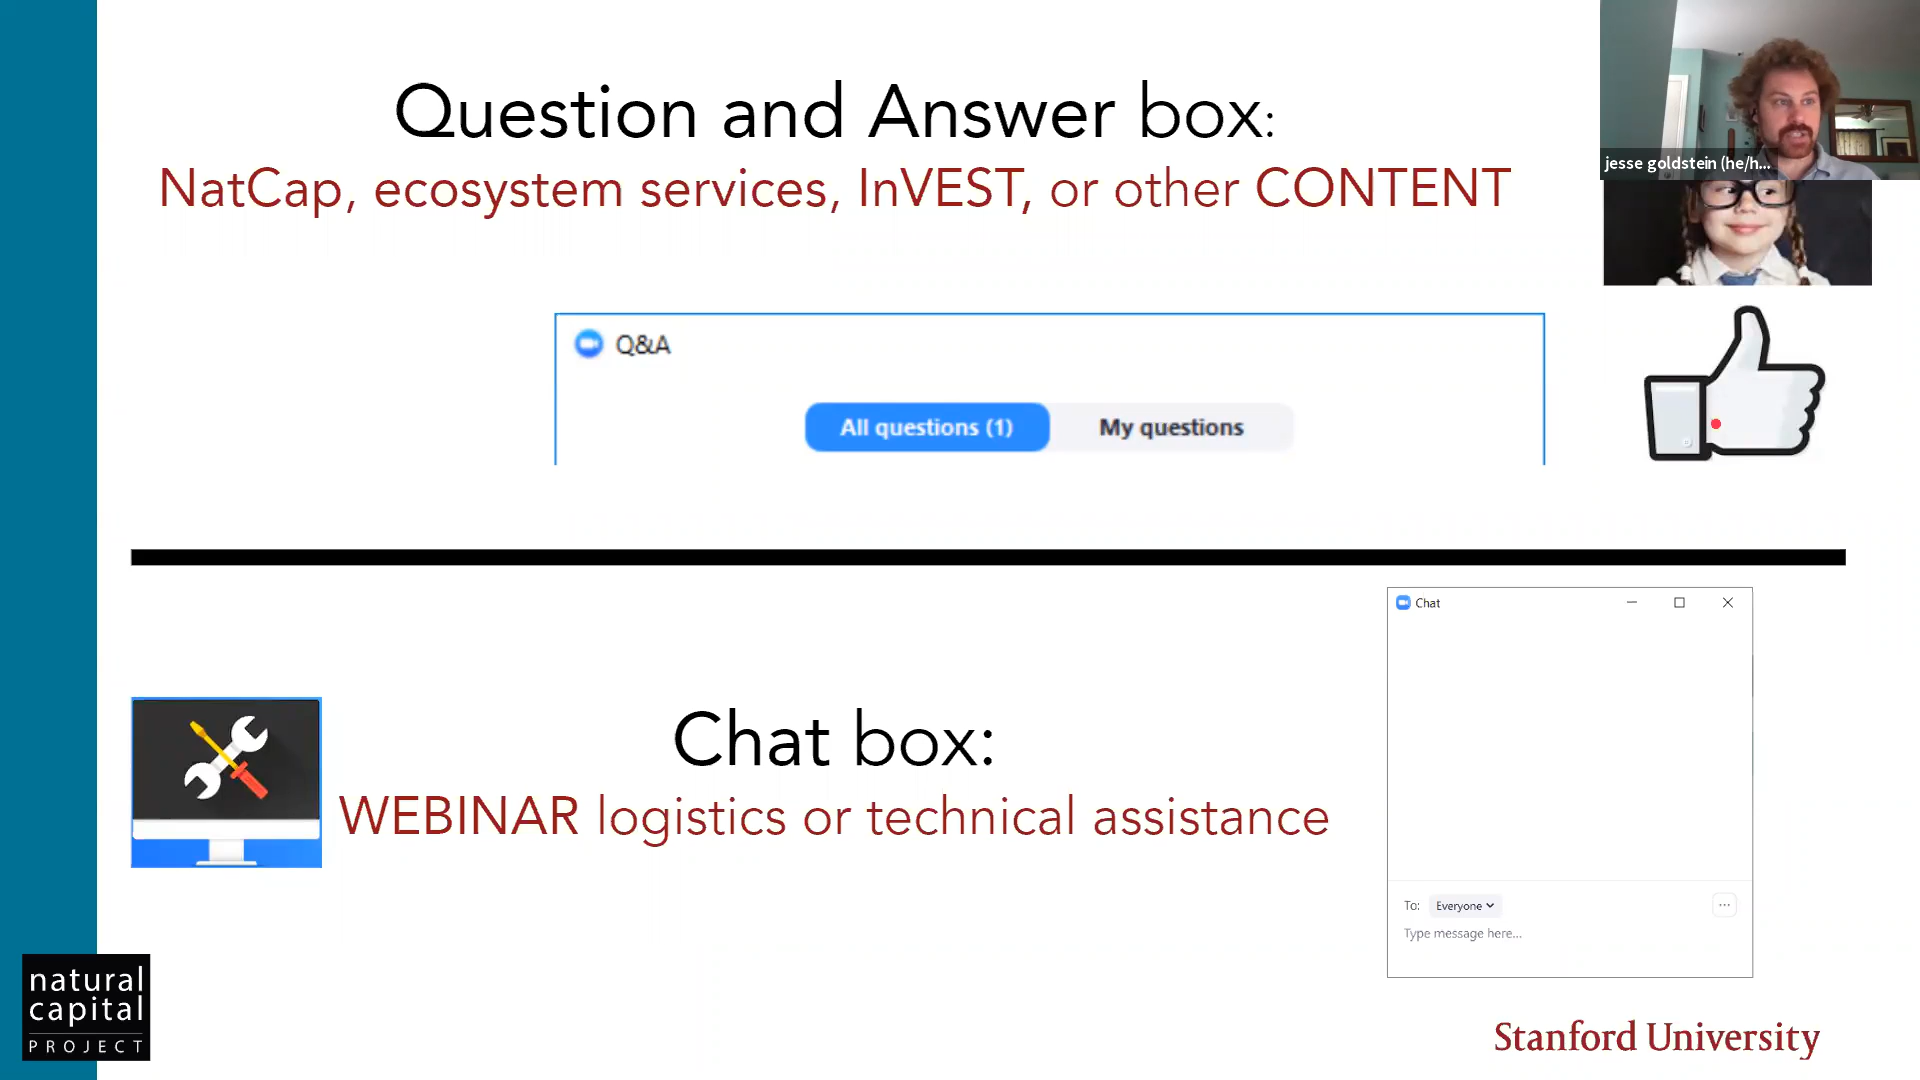 Question and Answer box:
NatCap, ecosystem services, InVEST, or other CONTENT
jesse goldstein (he/h...
Q&A
All questions (1)
My questions
Chat
Chat box:
WEBINAR logistics or technical assistance
To: Everyone
...
Type message here...
natural
capital
PROJECT
Stanford University